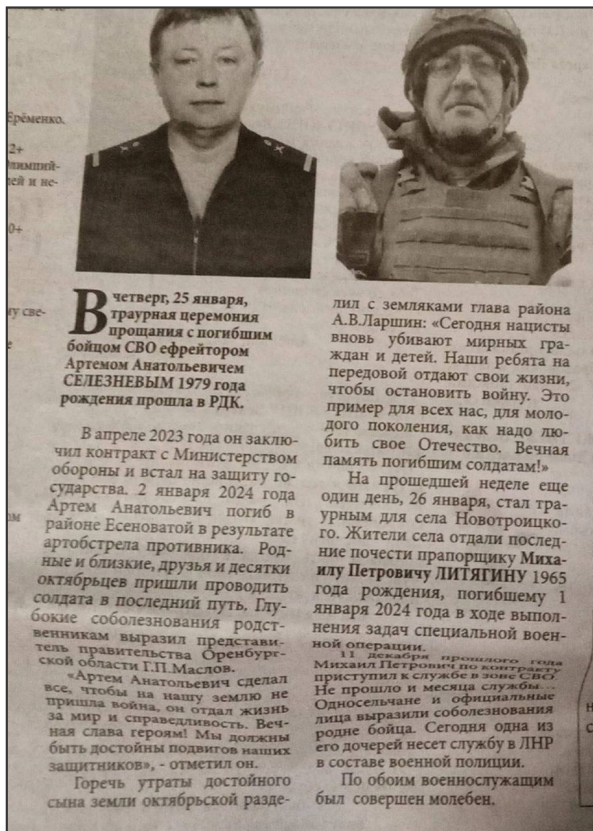 Ерёменко.
2+
лимпий-
лей и не-
0+
му све-
е
ом
В четверг, 25 января,
траурная церемония
прощания с погибшим
бойцом СВО ефрейтором
Артемом Анатольевичем
СЕЛЕЗНЕВЫМ 1979 года
рождения прошла в РДК.
В апреле 2023 года он заклю-
чил контракт с Министерством
обороны и встал на защиту го-
сударства. 2 января 2024 года
Артем Анатольевич погиб в
районе Есеноватой в результате
артобстрела противника. Род-
ные и близкие, друзья и десятки
октябрьцев пришли проводить
солдата в последний путь. Глу-
бокие соболезнования родст-
венникам выразил представи-
тель правительства Оренбург-
ской области Г.П.Маслов.
«Артем Анатольевич сделал
все, чтобы на нашу землю не
пришла война, он отдал жизнь
за мир и справедливость. Веч-
ная слава героям! Мы должны
быть достойны подвигов наших
защитников», - отметил он.
Горечь утраты достойного
сына земли октябрьской разде-
лил с земляками глава района
А.В.Ларшин: «Сегодня нацисты
вновь убивают мирных гра-
ждан и детей. Наши ребята на
передовой отдают свои жизни,
чтобы остановить войну. Это
пример для всех нас, для моло-
дого поколения, как надо лю-
бить свое Отечество. Вечная
память погибшим солдатам!»
На прошедшей неделе еще
один день, 26 января, стал тра-
урным для села Новотроицко-
го. Жители села отдали послед-
ние почести прапорщику Миха-
илу Петровичу ЛИТЯГИНУ 1965
года рождения, погибшему 1
января 2024 года в ходе выпол-
нения задач специальной воен-
ной операции.
11 декабря прошлого года
Михаил Петрович по контракту
приступил к службе в зоне СВО.
Не прошло и месяца службы...
Односельчане и официальные
лица выразили соболезнования
родне бойца. Сегодня одна из
его дочерей несет службу в ЛНР
в составе военной полиции.
По обоим военнослужащим
был совершен молебен.